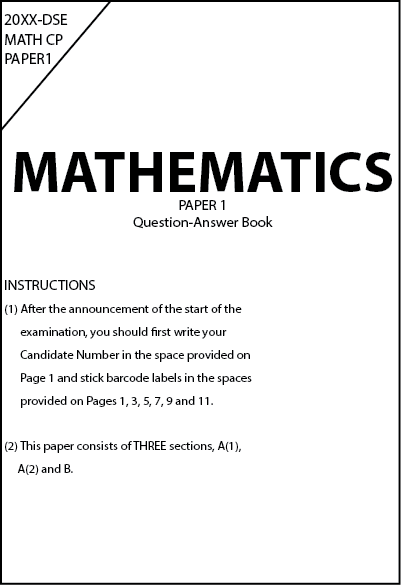 20XX-DSE
MATH CP
PAPER1
MATHEMATICS
PAPER 1
Question-Answer Book
INSTRUCTIONS
(1) After the announcement of the start of the
examination, you should first write your
Candidate Number in the space provided on
Page 1 and stick barcode labels in the spaces
provided on Pages 1, 3, 5, 7, 9 and 11.
(2) This paper consists of THREE sections, A(1),
A(2) and B.